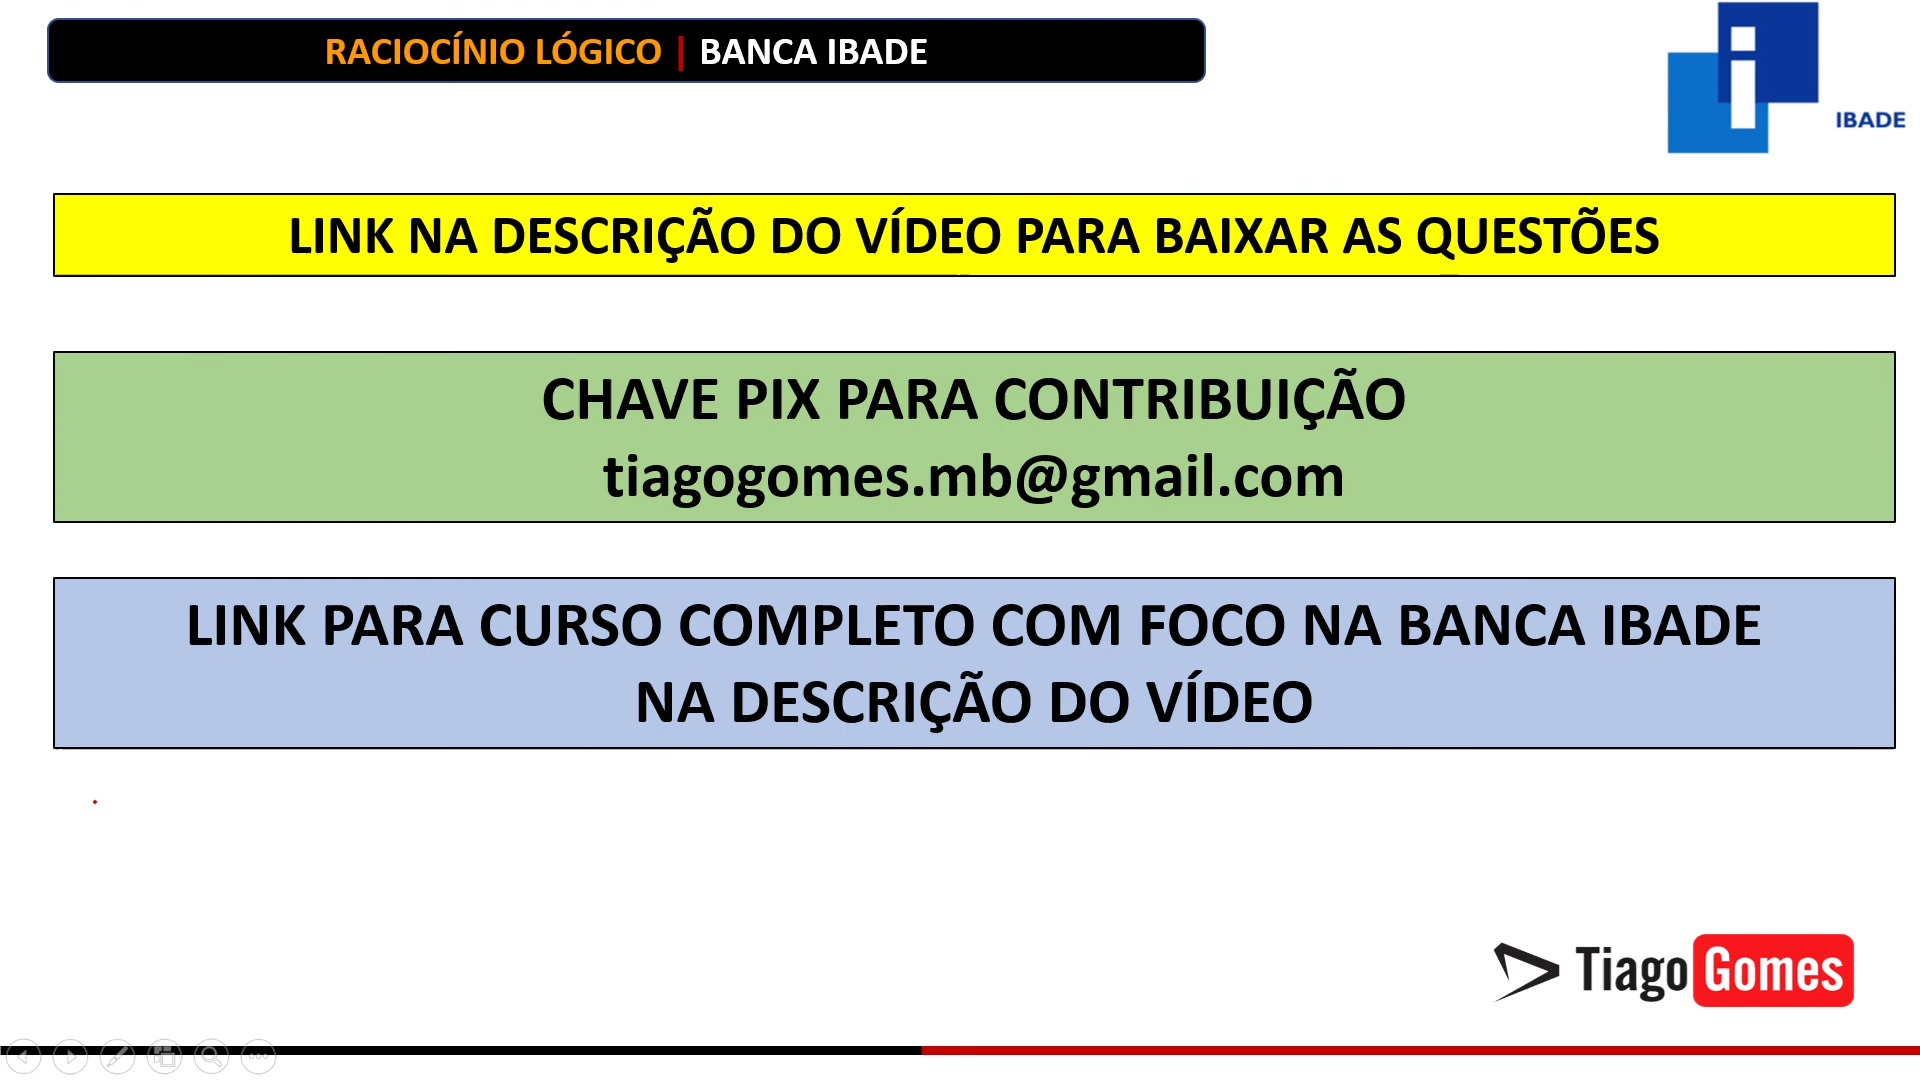 RACIOCÍNIO LÓGICO | BANCA IBADE
IBADE
LINK NA DESCRIÇÃO DO VÍDEO PARA BAIXAR AS QUESTÕES
CHAVE PIX PARA CONTRIBUIÇÃO
tiagogomes.mb@gmail.com
LINK PARA CURSO COMPLETO COM FOCO NA BANCA IBADE
NA DESCRIÇÃO DO VÍDEO
Tiago Gomes